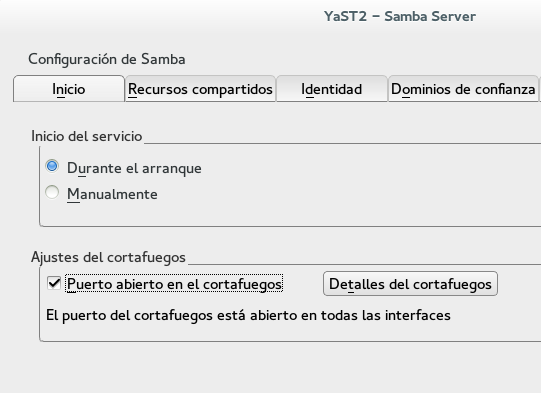 YaST2 - Samba Server
Configuración de Samba
Inicio Recursos compartidos Identidad Dominios de confianza
Inicio del servicio
Durante el arranque
Manualmente
Ajustes del cortafuegos
Puerto abierto en el cortafuegos Detalles del cortafuegos
El puerto del cortafuegos está abierto en todas las interfaces